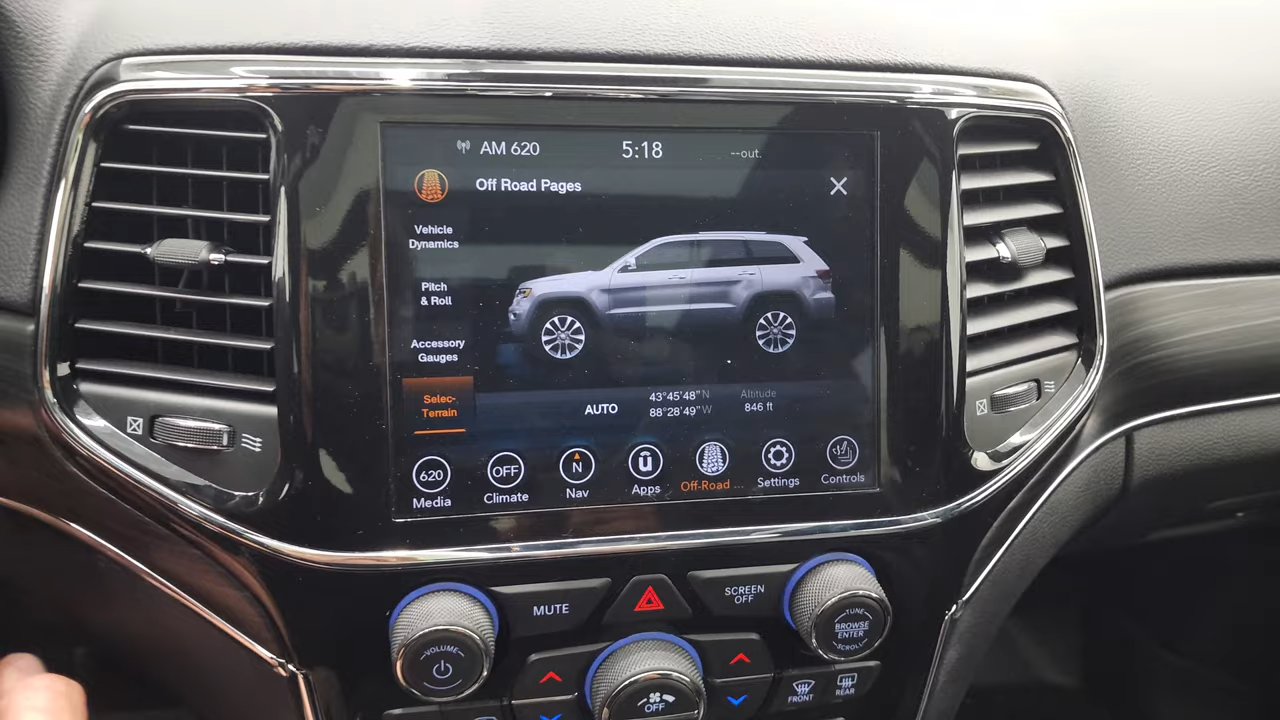 AM 620
5:18
--out.
Off Road Pages
Vehicle
Dynamics
Pitch
& Roll
Accessory
Gauges
Selec-
Terrain
AUTO
43°45'48"N
88°28'49"W
Altitude
846 ft
620
Media
OFF
Climate
N
Nav
u
Apps
Off-Road ...
Settings
Controls
MUTE
SCREEN
OFF
VOLUME
TUNE
BROWSE
ENTER
SCROLL
OFF
FRONT
REAR